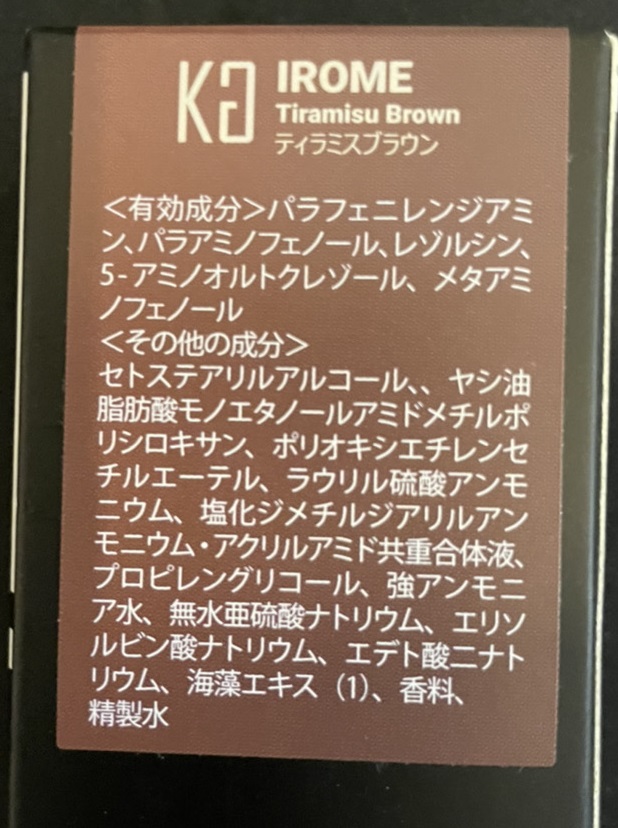 KG IROME
Tiramisu Brown
ティラミスブラウン
＜有効成分＞パラフェニレンジアミ
ン、パラアミノフェノール、レゾルシン、
5-アミノオルトクレゾール、メタアミ
ノフェノール
＜その他の成分＞
セトステアリルアルコール、、ヤシ油
脂肪酸モノエタノールアミドメチルポ
リシロキサン、ポリオキシエチレンセ
チルエーテル、ラウリル硫酸アンモ
ニウム、塩化ジメチルジアリルアン
モニウム・アクリルアミド共重合体液、
プロピレングリコール、強アンモニ
ア水、無水亜硫酸ナトリウム、エリソ
ルビン酸ナトリウム、エデト酸二ナト
リウム、海藻エキス（1）、香料、
精製水